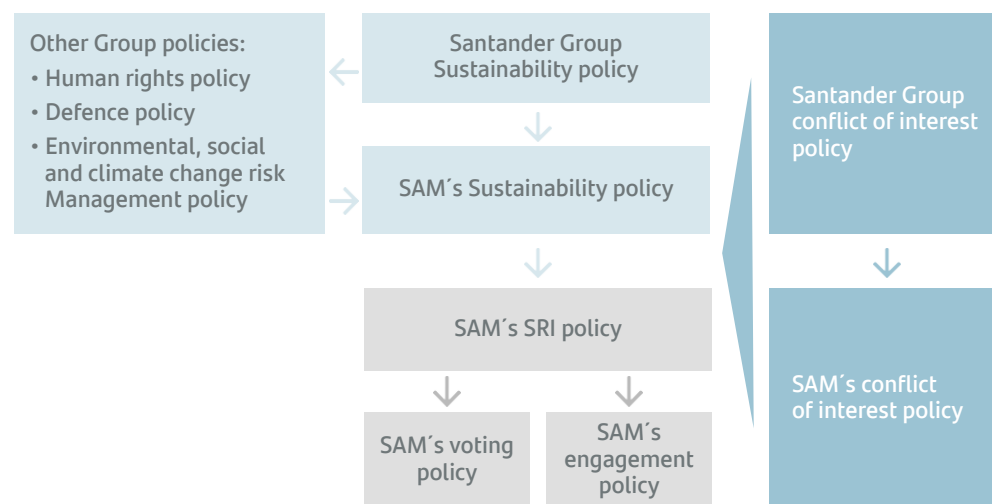 Other Group policies:
• Human rights policy
• Defence policy
• Environmental, social
and climate change risk
Management policy
Santander Group
Sustainability policy
SAM´s Sustainability policy
SAM´s SRI policy
SAM´s voting
policy
SAM´s
engagement
policy
Santander Group
conflict of interest
policy
SAM´s conflict
of interest policy